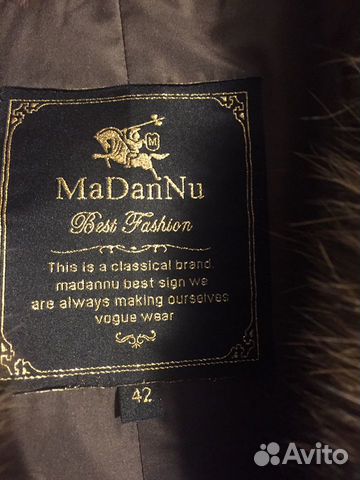 M
MaDanNu
Best Fashion
This is a classical brand,
madannu best sign we
are always making ourselves
vogue wear
42
Avito